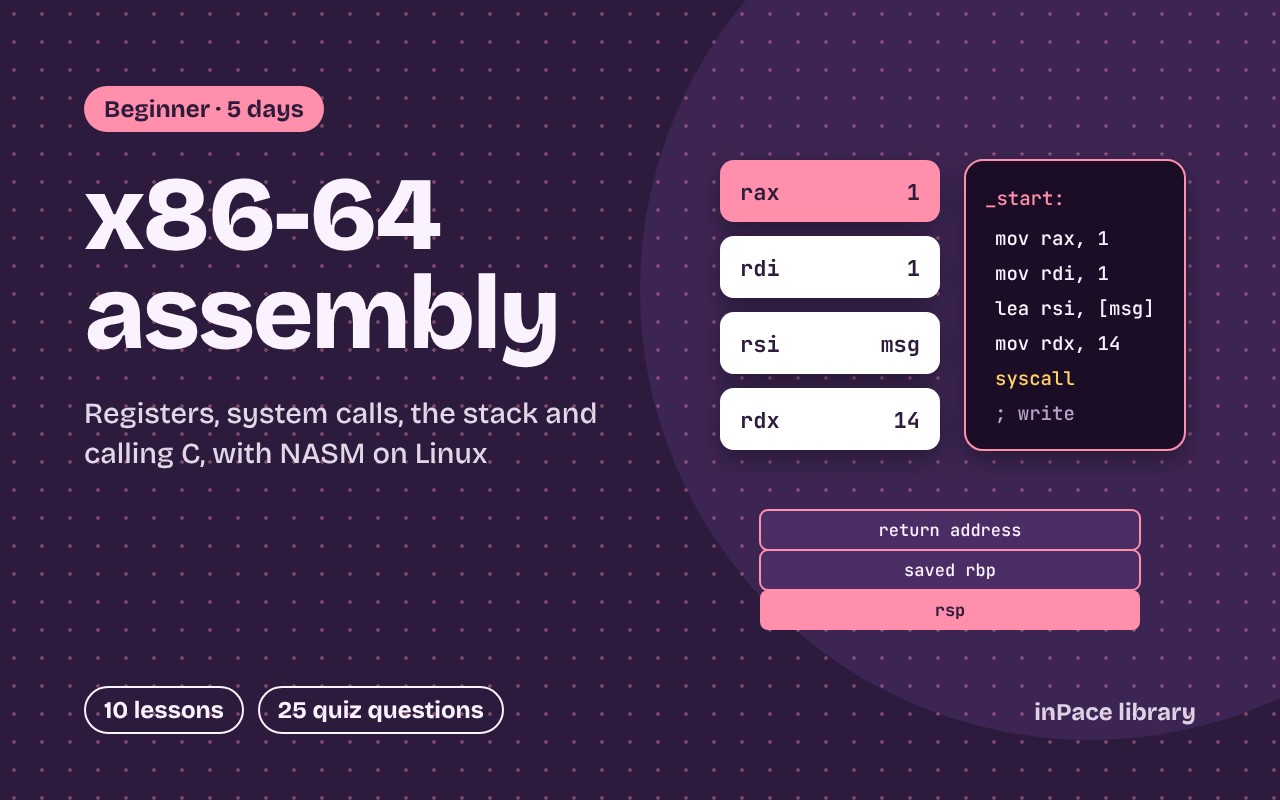 Beginner · 5 days
x86-64
assembly
Registers, system calls, the stack and
calling C, with NASM on Linux
rax 1
rdi 1
rsi msg
rdx 14
_start:
mov rax, 1
mov rdi, 1
lea rsi, [msg]
mov rdx, 14
syscall
; write
return address
saved rbp
rsp
10 lessons
25 quiz questions
inPace library